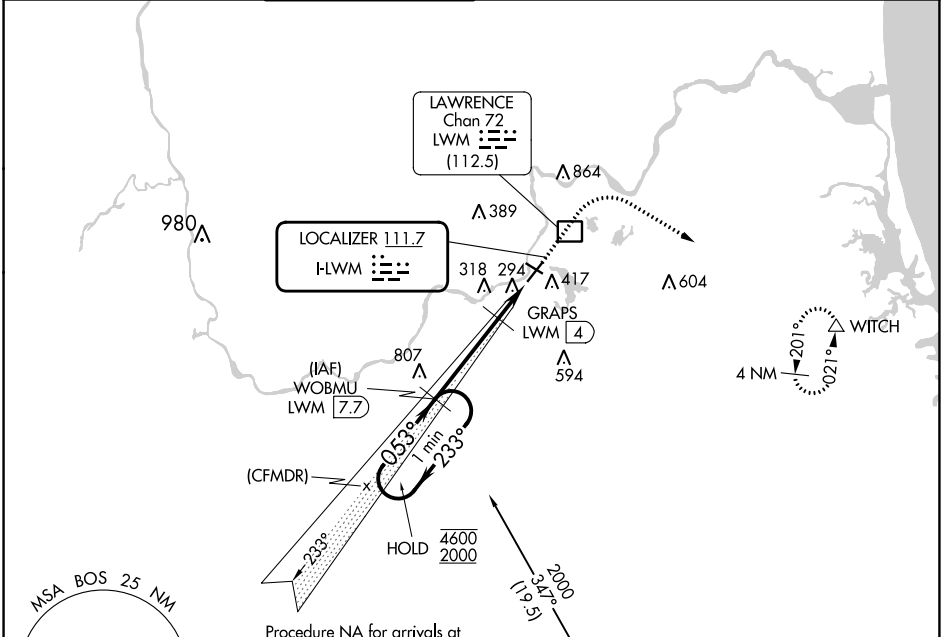 LAWRENCE
Chan 72
LWM
(112.5)
864
389
980
LOCALIZER 111.7
I-LWM
318
294
417
604
GRAPS
LWM 4
WITCH
201°
021°
4 NM
807
594
(IAF)
WOBMU
LWM 7.7
053°
1 min
233°
(CFMDR)
x
HOLD
4600
2000
233°
2000
347°
(19.5)
MSA BOS 25 NM
Procedure NA for arrivals at